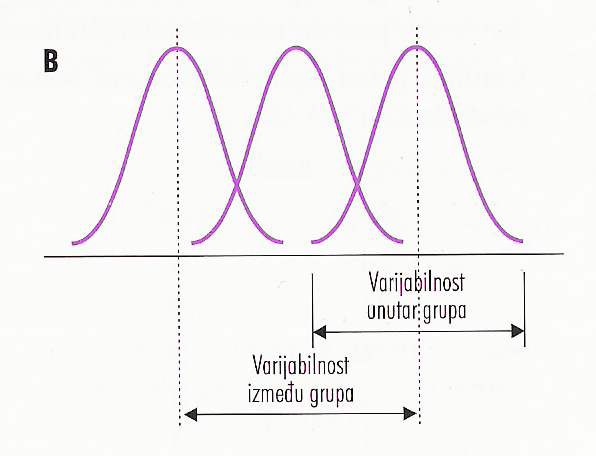 B
Varijabilnost
unutar grupa
Varijabilnost
između grupa